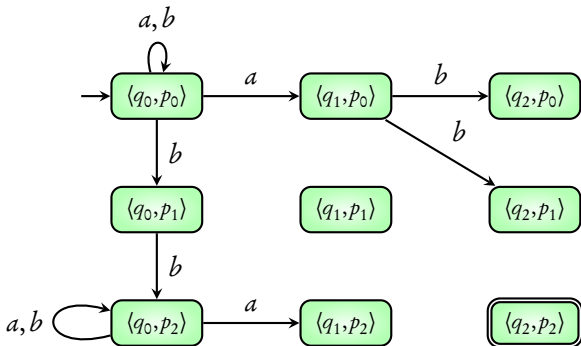 a, b
⟨q₀,p₀⟩ a ⟨q₁,p₀⟩ b ⟨q₂,p₀⟩
b b
⟨q₀,p₁⟩ ⟨q₁,p₁⟩ ⟨q₂,p₁⟩
b
a, b ⟨q₀,p₂⟩ a ⟨q₁,p₂⟩ ⟨q₂,p₂⟩